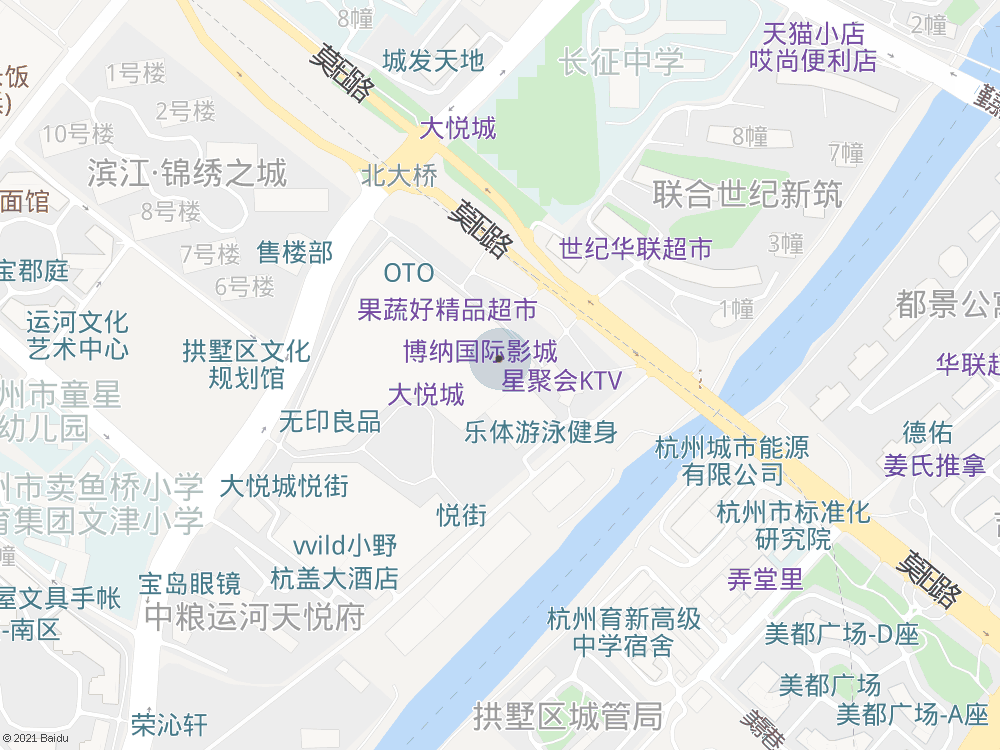 8幢
2幢
天猫小店
哎尚便利店
城发天地
长征中学
莫干山路
1号楼
2号楼
大悦城
10号楼
8幢
7幢
滨江·锦绣之城
北大桥
联合世纪新筑
面馆
8号楼
莫干山路
7号楼
售楼部
世纪华联超市
3幢
宝郡庭
6号楼
OTO
果蔬好精品超市
1幢
都景公寓
运河文化
艺术中心
拱墅区文化
规划馆
博纳国际影城
星聚会KTV
华联超
州市童星
幼儿园
大悦城
无印良品
乐体游泳健身
杭州城市能源
有限公司
德佑
姜氏推拿
州市卖鱼桥小学
育集团文津小学
大悦城悦街
悦街
杭州市标准化
研究院
vvild小野
杭盖大酒店
宝岛眼镜
弄堂里
莫干山路
屋文具手帐
-南区
中粮运河天悦府
杭州育新高级
中学宿舍
美都广场-D座
美都广场
美都广场-A座
荣沁轩
拱墅区城管局
© 2021 Baidu